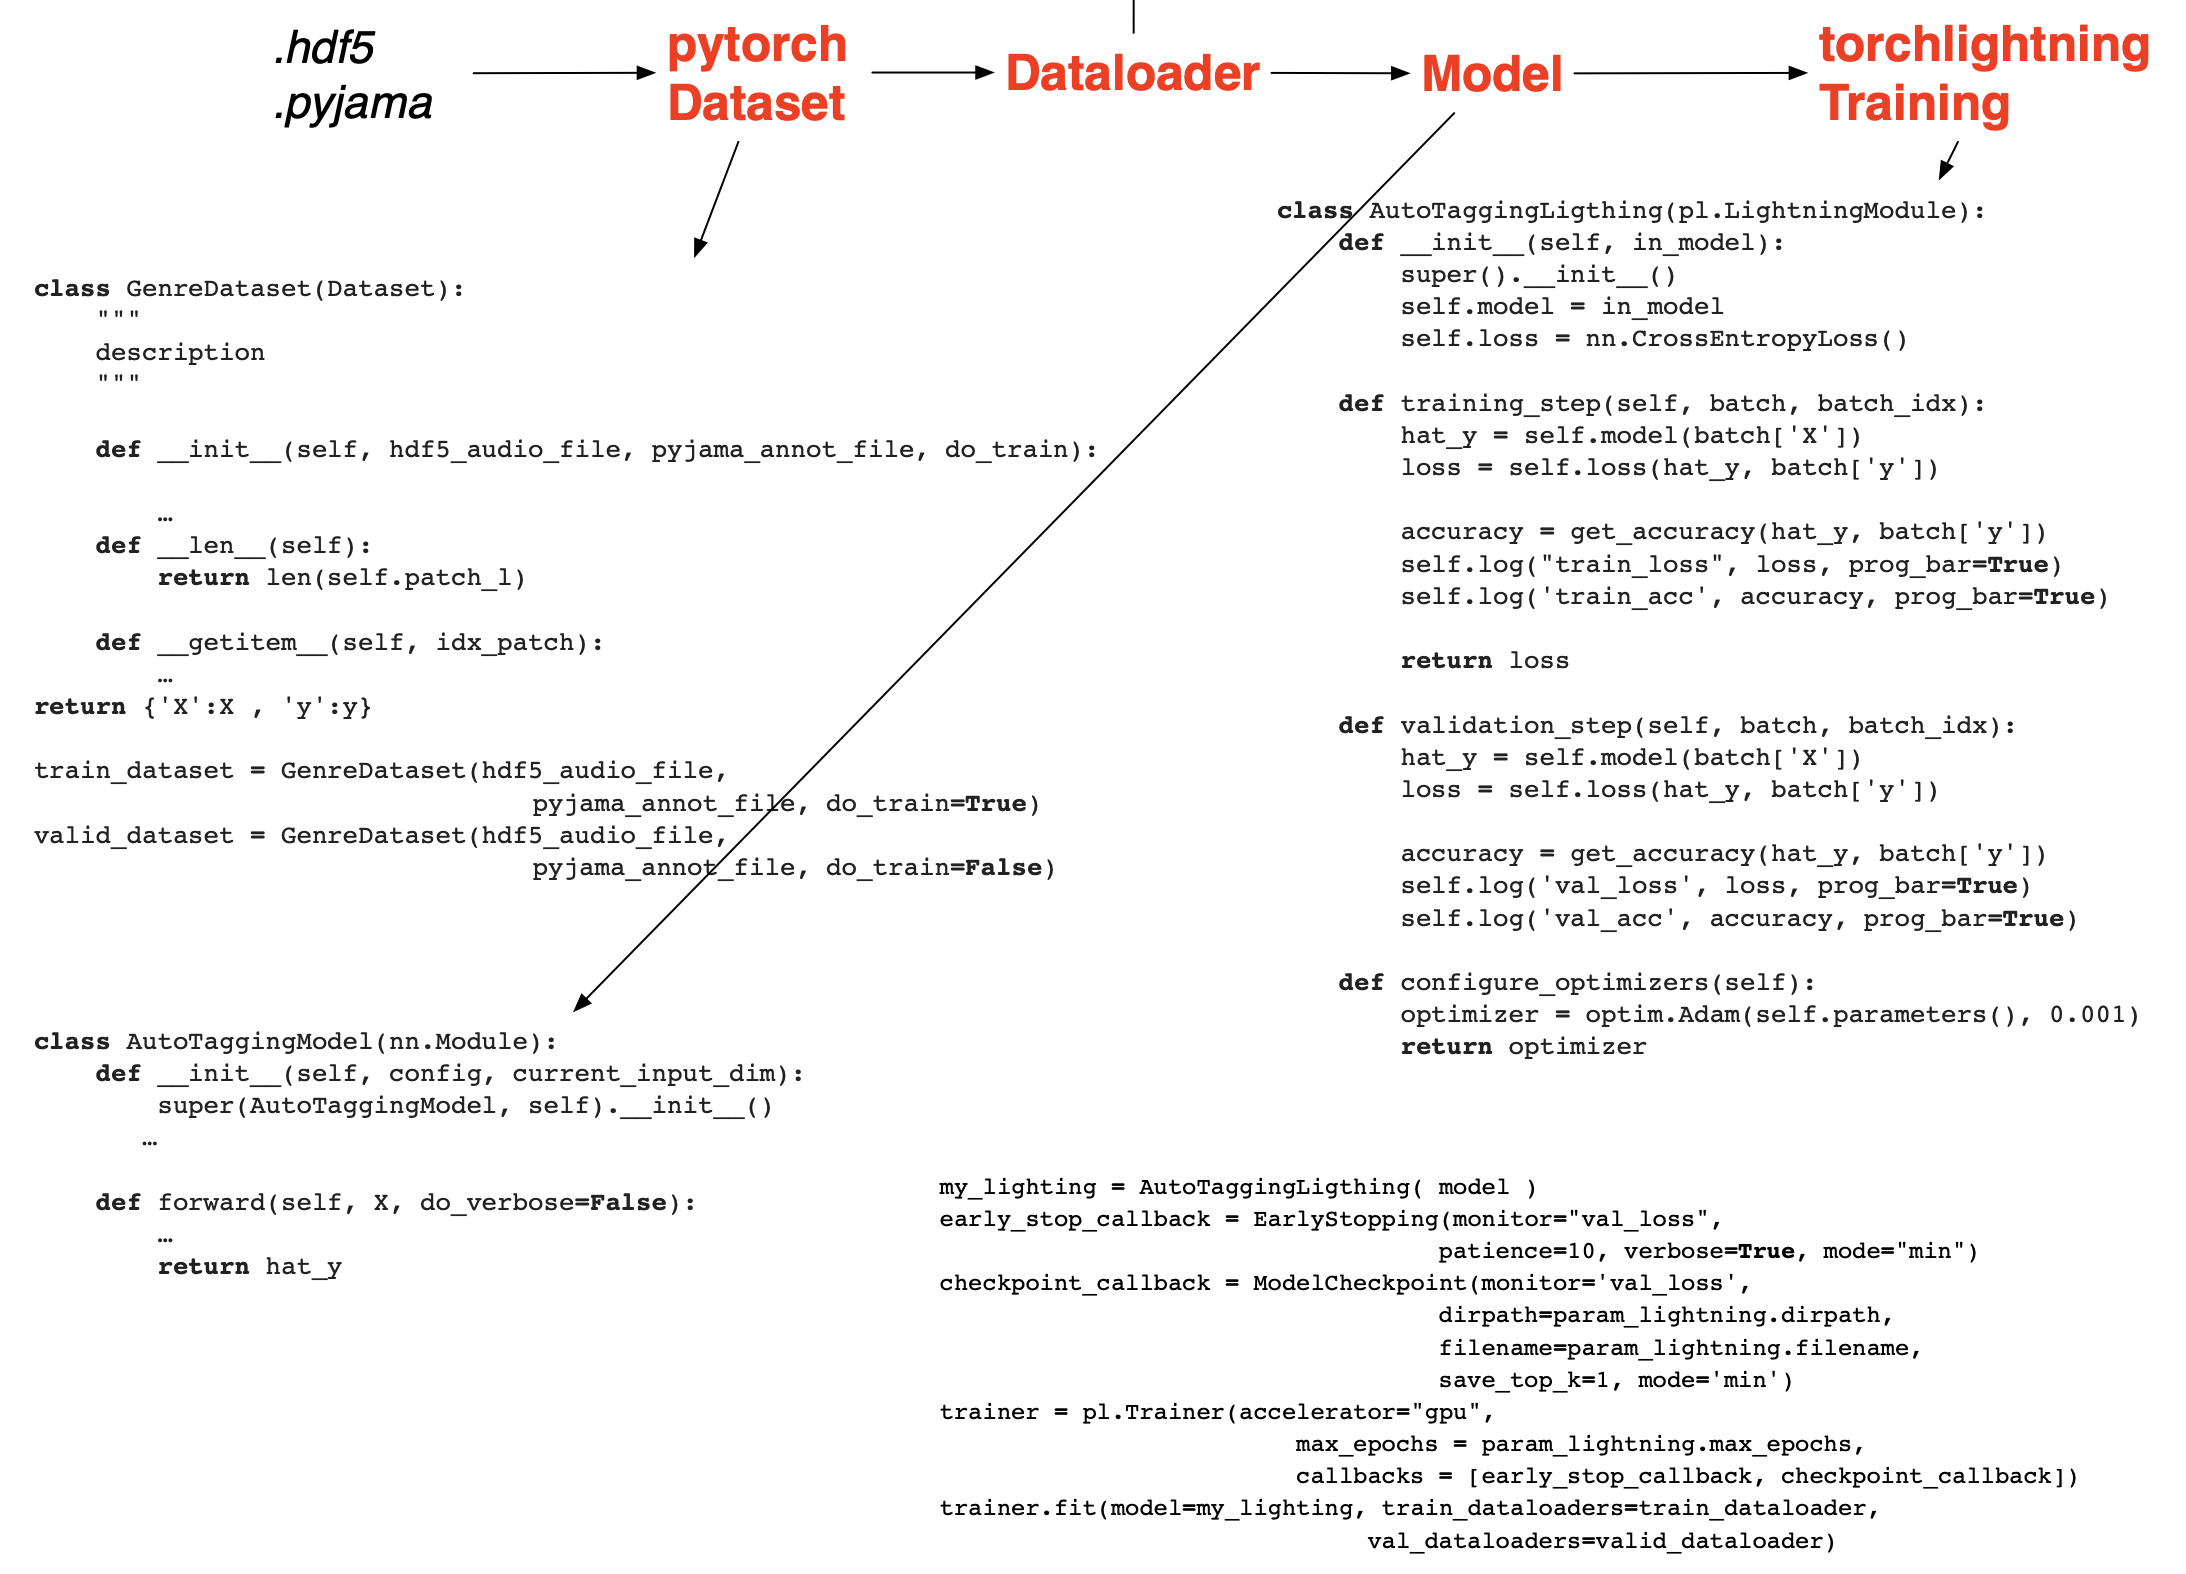 .hdf5
.pyjama
pytorch
Dataset
Dataloader
Model
torchlightning
Training
class GenreDataset(Dataset):
    """
    description
    """
    def __init__(self, hdf5_audio_file, pyjama_annot_file, do_train):
        …
    def __len__(self):
        return len(self.patch_l)
    def __getitem__(self, idx_patch):
        …
return {'X':X , 'y':y}
train_dataset = GenreDataset(hdf5_audio_file,
                                pyjama_annot_file, do_train=True)
valid_dataset = GenreDataset(hdf5_audio_file,
                                pyjama_annot_file, do_train=False)
class AutoTaggingModel(nn.Module):
    def __init__(self, config, current_input_dim):
        super(AutoTaggingModel, self).__init__()
       …
    def forward(self, X, do_verbose=False):
        …
        return hat_y
class AutoTaggingLigthing(pl.LightningModule):
    def __init__(self, in_model):
        super().__init__()
        self.model = in_model
        self.loss = nn.CrossEntropyLoss()
    def training_step(self, batch, batch_idx):
        hat_y = self.model(batch['X'])
        loss = self.loss(hat_y, batch['y'])
        accuracy = get_accuracy(hat_y, batch['y'])
        self.log("train_loss", loss, prog_bar=True)
        self.log('train_acc', accuracy, prog_bar=True)
        return loss
    def validation_step(self, batch, batch_idx):
        hat_y = self.model(batch['X'])
        loss = self.loss(hat_y, batch['y'])
        accuracy = get_accuracy(hat_y, batch['y'])
        self.log('val_loss', loss, prog_bar=True)
        self.log('val_acc', accuracy, prog_bar=True)
    def configure_optimizers(self):
        optimizer = optim.Adam(self.parameters(), 0.001)
        return optimizer
my_lighting = AutoTaggingLigthing( model )
early_stop_callback = EarlyStopping(monitor="val_loss",
                                   patience=10, verbose=True, mode="min")
checkpoint_callback = ModelCheckpoint(monitor='val_loss',
                                   dirpath=param_lightning.dirpath,
                                   filename=param_lightning.filename,
                                   save_top_k=1, mode='min')
trainer = pl.Trainer(accelerator="gpu",
                         max_epochs = param_lightning.max_epochs,
                         callbacks = [early_stop_callback, checkpoint_callback])
trainer.fit(model=my_lighting, train_dataloaders=train_dataloader,
                              val_dataloaders=valid_dataloader)